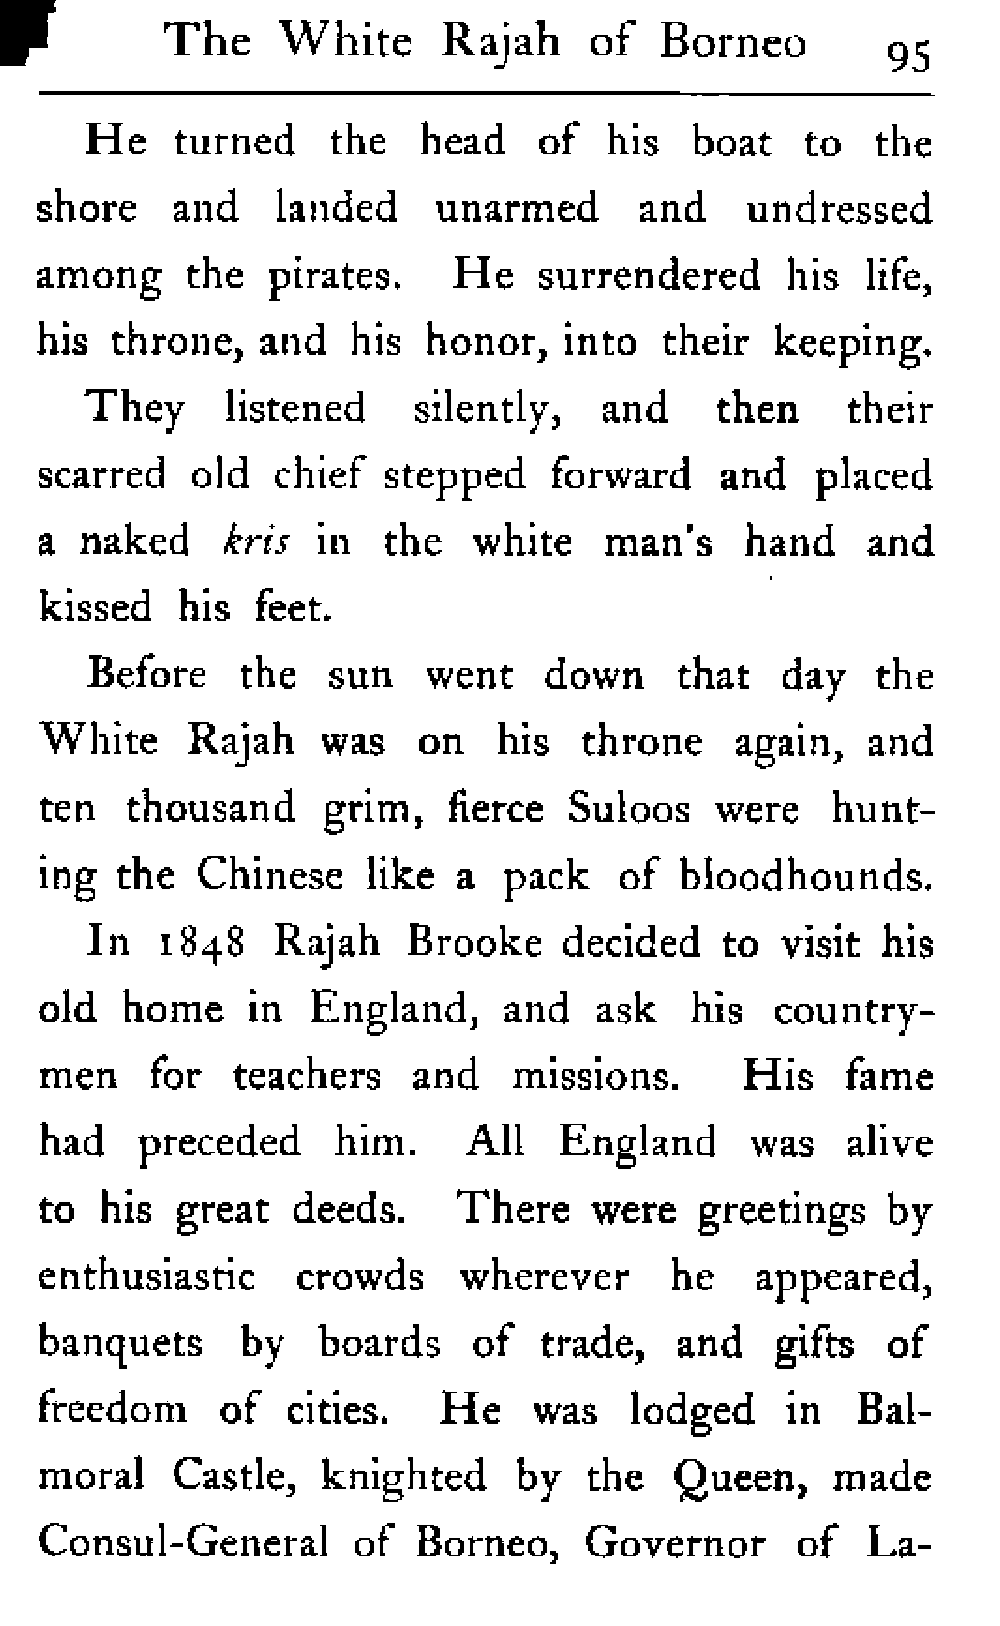 The White Rajah of Borneo 95
He turned the head of his boat to the
shore and landed unarmed and undressed
among the pirates. He surrendered his life,
his throne, and his honor, into their keeping.
They listened silently, and then their
scarred old chief stepped forward and placed
a naked kris in the white man's hand and
kissed his feet.
Before the sun went down that day the
White Rajah was on his throne again, and
ten thousand grim, fierce Suloos were hunt-
ing the Chinese like a pack of bloodhounds.
In 1848 Rajah Brooke decided to visit his
old home in England, and ask his country-
men for teachers and missions. His fame
had preceded him. All England was alive
to his great deeds. There were greetings by
enthusiastic crowds wherever he appeared,
banquets by boards of trade, and gifts of
freedom of cities. He was lodged in Bal-
moral Castle, knighted by the Queen, made
Consul-General of Borneo, Governor of La-